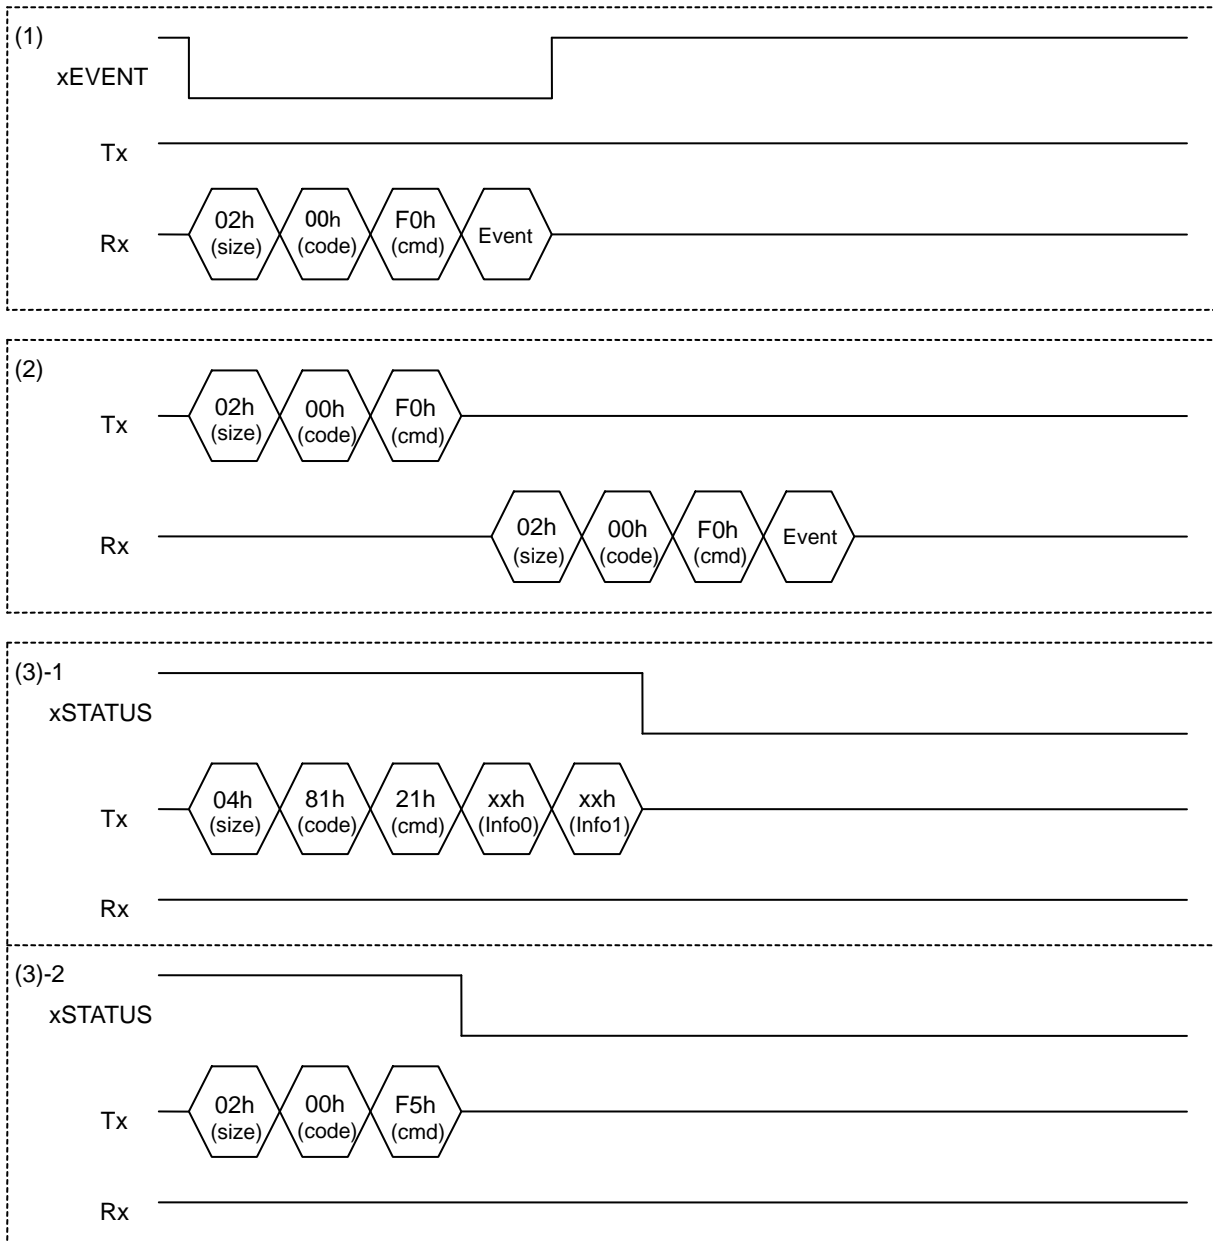 (1)
xEVENT
Tx
Rx
02h
(size)
00h
(code)
F0h
(cmd)
Event
(2)
Tx
02h
(size)
00h
(code)
F0h
(cmd)
Rx
02h
(size)
00h
(code)
F0h
(cmd)
Event
(3)-1
xSTATUS
Tx
04h
(size)
81h
(code)
21h
(cmd)
xxh
(Info0)
xxh
(Info1)
Rx
(3)-2
xSTATUS
Tx
02h
(size)
00h
(code)
F5h
(cmd)
Rx